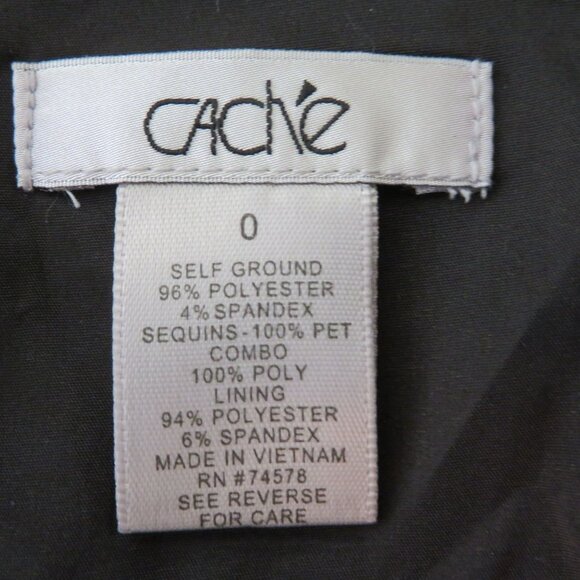 caché
0
SELF GROUND
96% POLYESTER
4% SPANDEX
SEQUINS-100% PET
COMBO
100% POLY
LINING
94% POLYESTER
6% SPANDEX
MADE IN VIETNAM
RN #74578
SEE REVERSE
FOR CARE